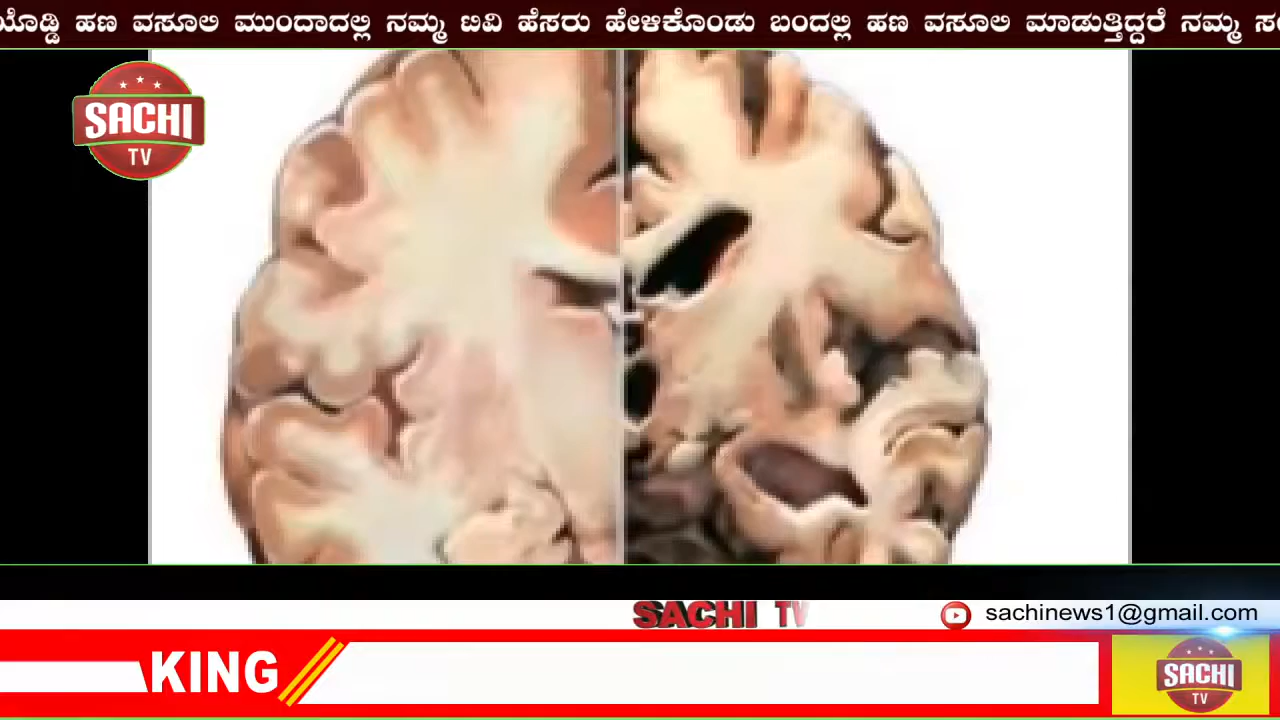 ಹಣ ವಸೂಲಿ ಮುಂದಾದಲ್ಲಿ ನಮ್ಮ ಟಿವಿ ಹೆಸರು ಹೇಳಿಕೊಂಡು ಬಂದಲ್ಲಿ ಹಣ ವಸೂಲಿ ಮಾಡುತ್ತಿದ್ದರೆ ನಮ್ಮ
SACHI
TV
SACHI TV
sachinews1@gmail.com
KING
SACHI
TV